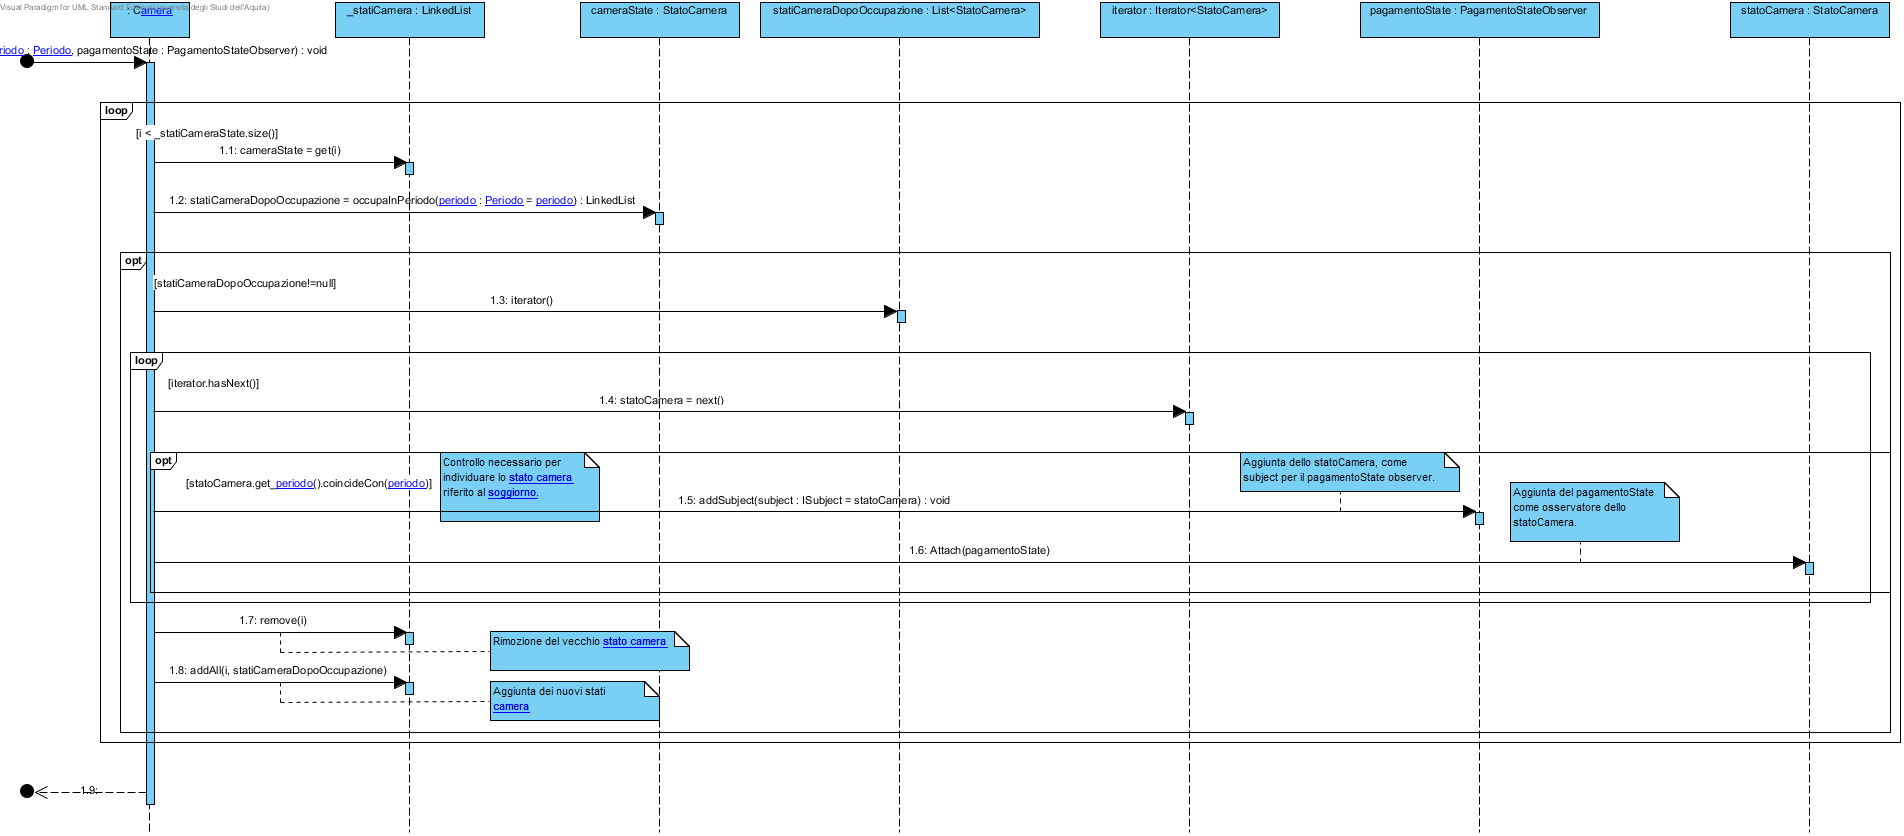 Visual Paradigm for UML Standard
degli Studi dell'Aquila)
: Camera
_statiCamera : LinkedList
cameraState : StatoCamera
statiCameraDopoOccupazione : List<StatoCamera>
iterator : Iterator<StatoCamera>
pagamentoState : PagamentoStateObserver
statoCamera : StatoCamera
riodo : Periodo, pagamentoState : PagamentoStateObserver) : void
loop
[i < _statiCameraState.size()]
1.1: cameraState = get(i)
1.2: statiCameraDopoOccupazione = occupaInPeriodo(periodo : Periodo = periodo) : LinkedList
opt
[statiCameraDopoOccupazione!=null]
1.3: iterator()
loop
[iterator.hasNext()]
1.4: statoCamera = next()
opt
[statoCamera.get_periodo().coincideCon(periodo)]
Controllo necessario per
individuare lo stato camera
riferito al soggiorno.
Aggiunta dello statoCamera, come
subject per il pagamentoState observer.
1.5: addSubject(subject : ISubject = statoCamera) : void
Aggiunta del pagamentoState
come osservatore dello
statoCamera.
1.6: Attach(pagamentoState)
1.7: remove(i)
Rimozione del vecchio stato camera
1.8: addAll(i, statiCameraDopoOccupazione)
Aggiunta dei nuovi stati
camera
1.9: